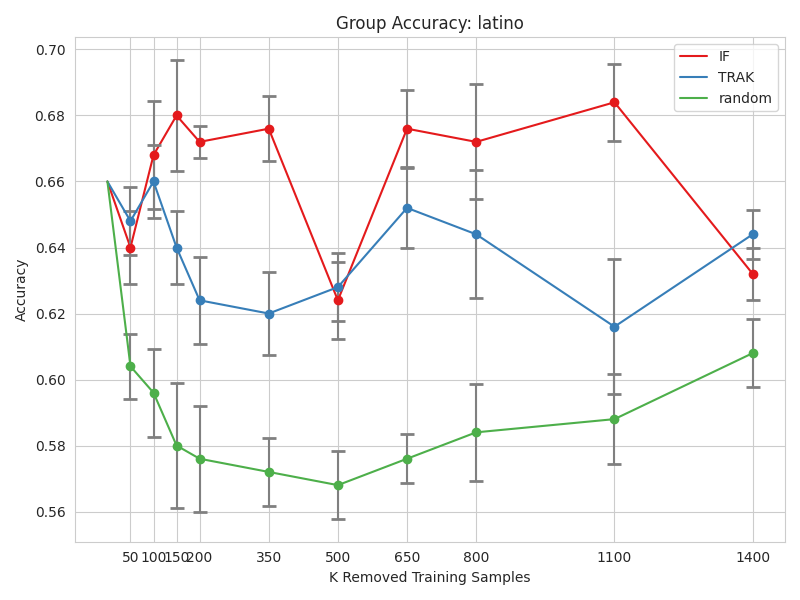 Group Accuracy: latino
IF
TRAK
random
0.70
0.68
0.66
0.64
0.62
0.60
0.58
0.56
Accuracy
50 100 150 200 350 500 650 800 1100 1400
K Removed Training Samples